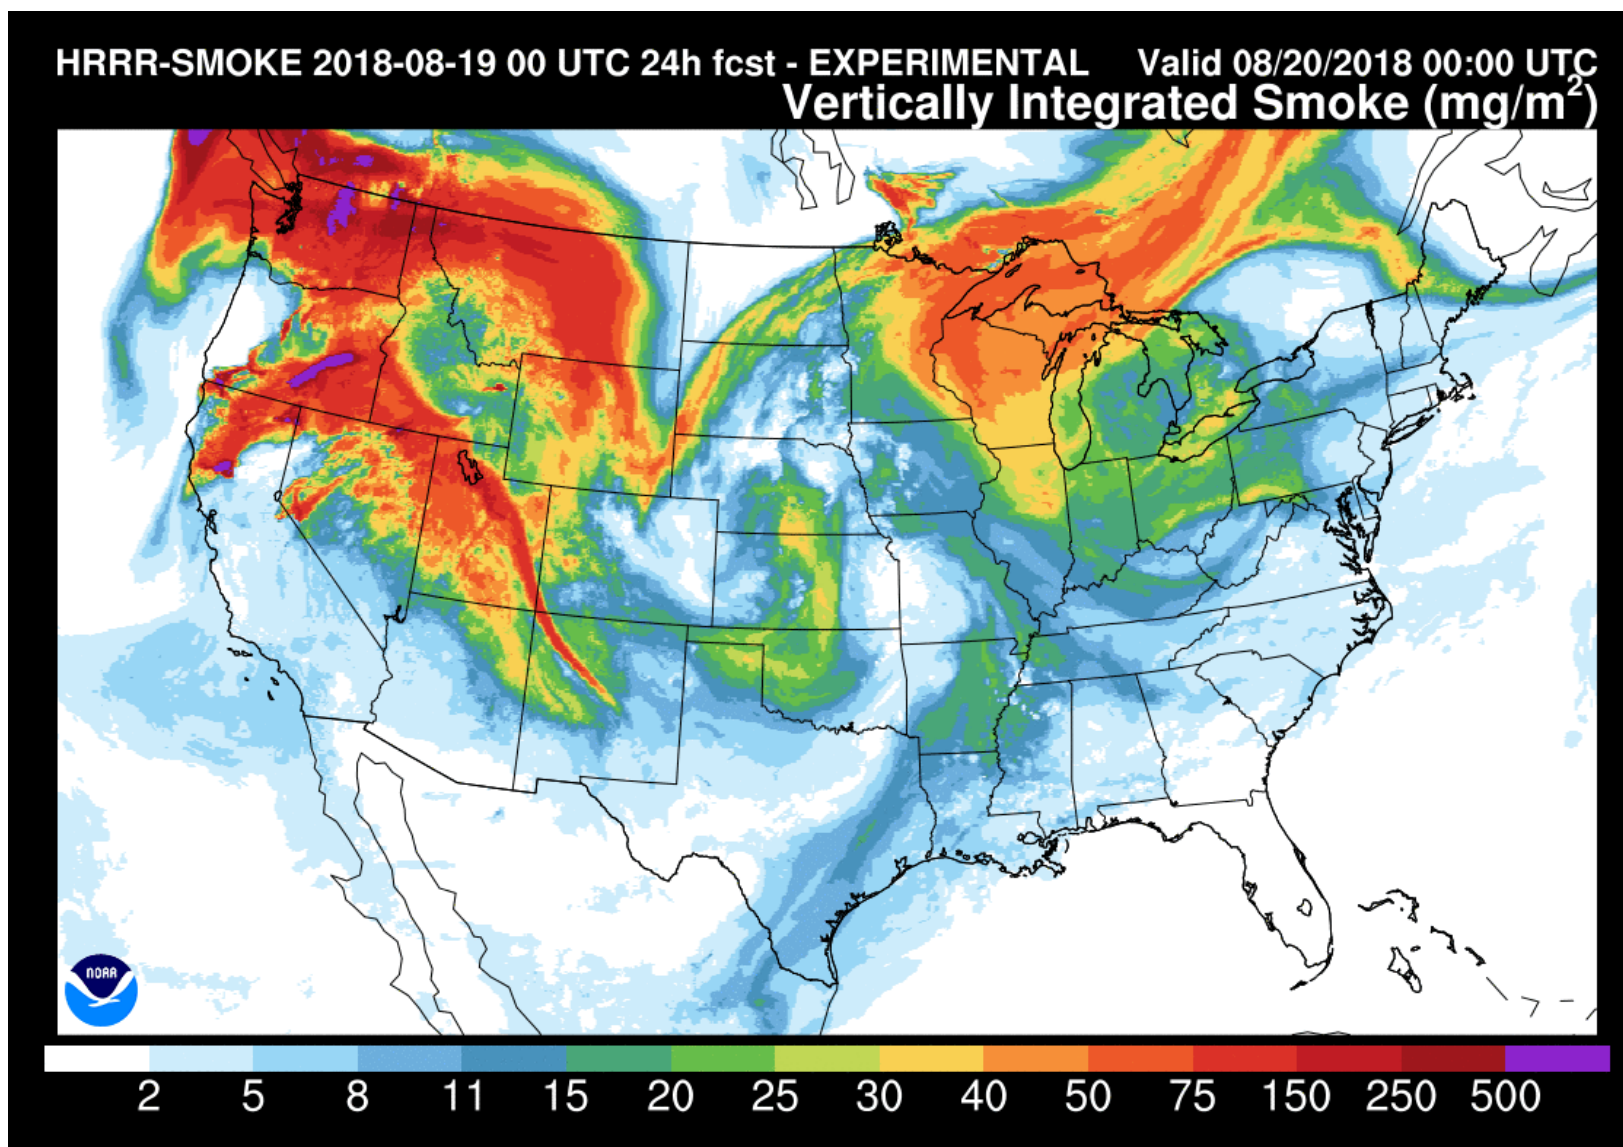 HRRR-SMOKE 2018-08-19 00 UTC 24h fcst - EXPERIMENTAL Valid 08/20/2018 00:00 UTC
Vertically Integrated Smoke (mg/m²)
NOAA
2 5 8 11 15 20 25 30 40 50 75 150 250 500